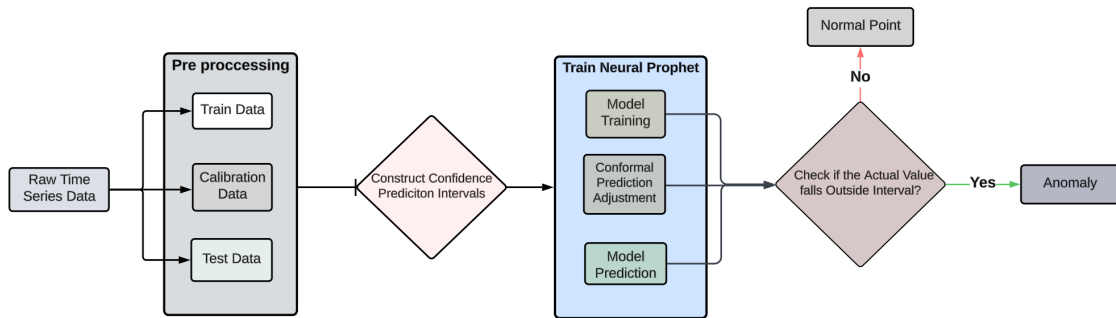 Raw Time
Series Data
Pre proccessing
Train Data
Calibration
Data
Test Data
Construct Confidence
Prediciton Intervals
Train Neural Prophet
Model
Training
Conformal
Prediction
Adjustment
Model
Prediction
Check if the Actual Value
falls Outside Interval?
No
Normal Point
Yes
Anomaly